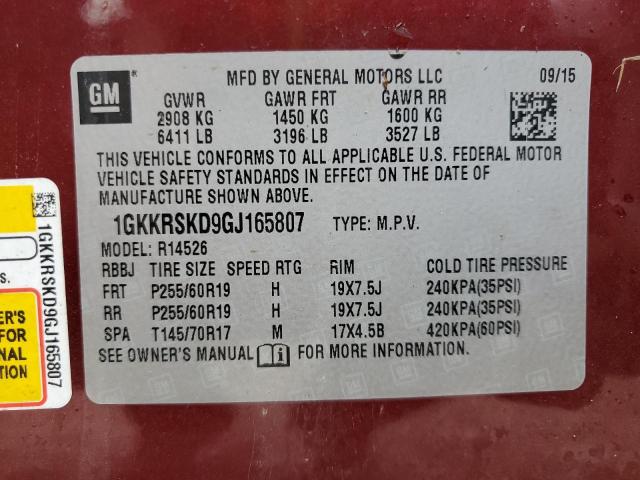 GM
®
MFD BY GENERAL MOTORS LLC 09/15
GVWR GAWR FRT GAWR RR
2908 KG 1450 KG 1600 KG
6411 LB 3196 LB 3527 LB
THIS VEHICLE CONFORMS TO ALL APPLICABLE U.S. FEDERAL MOTOR
VEHICLE SAFETY STANDARDS IN EFFECT ON THE DATE OF
MANUFACTURE SHOWN ABOVE.
1GKKRSKD9GJ165807 TYPE: M.P.V.
MODEL: R14526
RBBJ TIRE SIZE SPEED RTG RIM COLD TIRE PRESSURE
FRT P255/60R19 H 19X7.5J 240KPA(35PSI)
RR P255/60R19 H 19X7.5J 240KPA(35PSI)
SPA T145/70R17 M 17X4.5B 420KPA(60PSI)
SEE OWNER'S MANUAL FOR MORE INFORMATION.
1GKKRSKD9GJ165807
S.
NER'S
FOR
NAL
TION